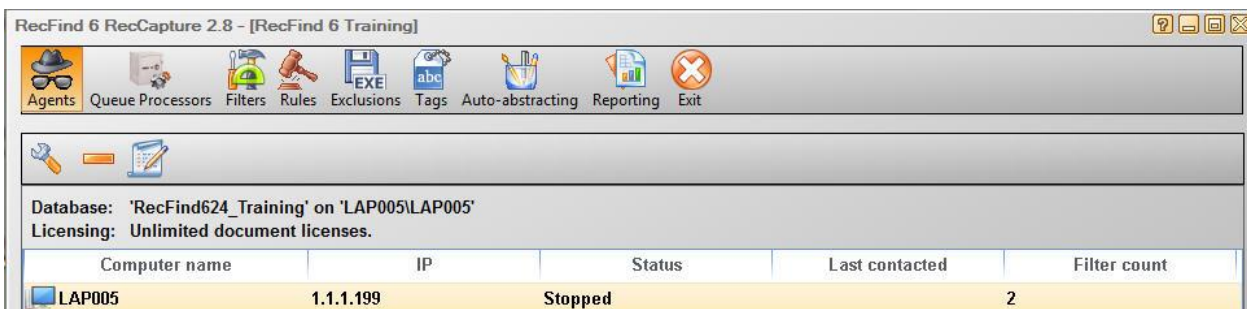 RecFind 6 RecCapture 2.8 - [RecFind 6 Training]
EXE
abc
Agents Queue Processors Filters Rules Exclusions Tags Auto-abstracting Reporting Exit
Database: 'RecFind624_Training' on 'LAP005\LAP005'
Licensing: Unlimited document licenses.
Computer name IP Status Last contacted Filter count
LAP005 1.1.1.199 Stopped 2